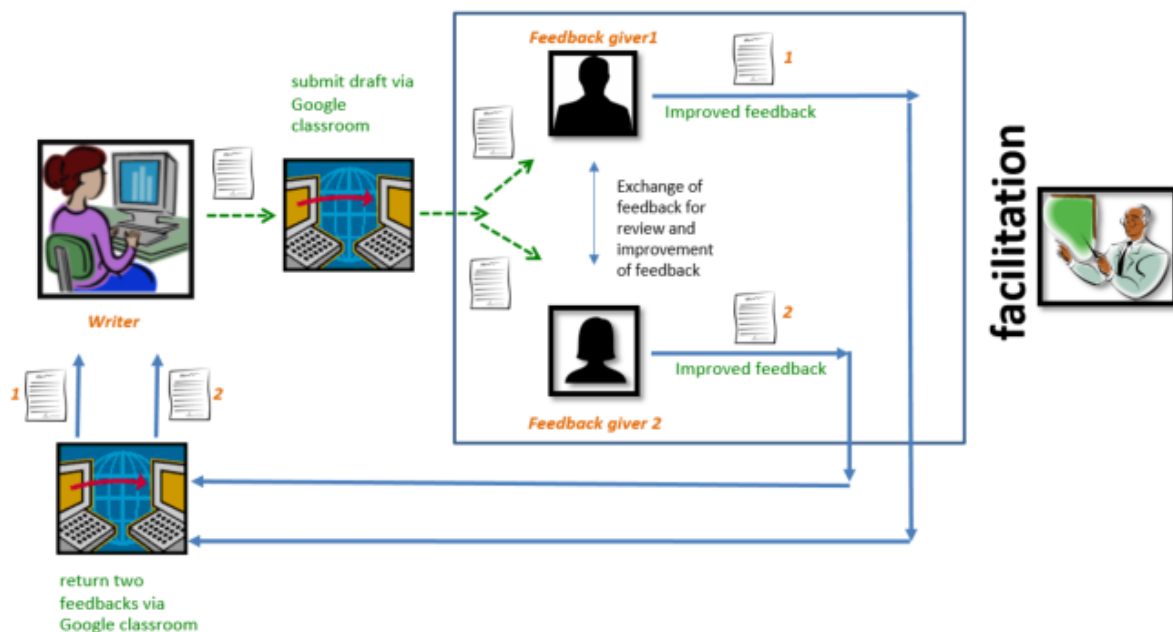 Feedback giver1
1
submit draft via
Google
classroom
Improved feedback
Exchange of
feedback for
review and
improvement
of feedback
facilitation
Writer
2
Improved feedback
1
2
Feedback giver 2
return two
feedbacks via
Google classroom